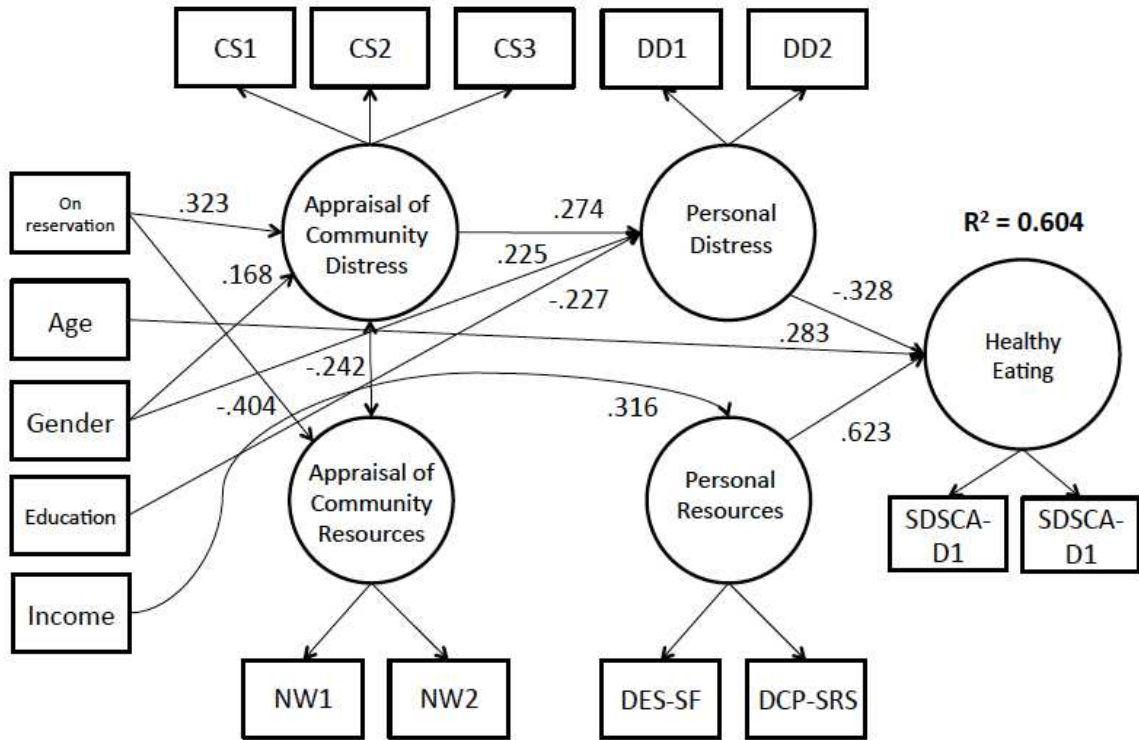 CS1
CS2
CS3
DD1
DD2
On
reservation
.323
Appraisal of
Community
Distress
.274
Personal
Distress
R² = 0.604
.168
.225
-.227
-.328
Age
.283
Healthy
Eating
Gender
-.242
-.404
.316
.623
Education
Appraisal of
Community
Resources
Personal
Resources
SDSCA-
D1
SDSCA-
D1
Income
NW1
NW2
DES-SF
DCP-SRS